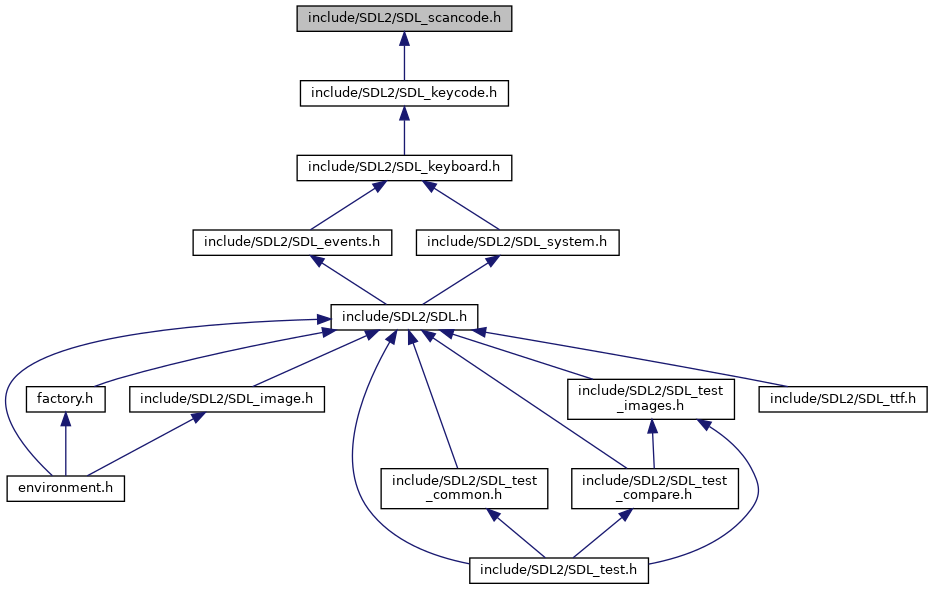 include/SDL2/SDL_scancode.h
include/SDL2/SDL_keycode.h
include/SDL2/SDL_keyboard.h
include/SDL2/SDL_events.h
include/SDL2/SDL_system.h
include/SDL2/SDL.h
factory.h
include/SDL2/SDL_image.h
include/SDL2/SDL_test
_images.h
include/SDL2/SDL_ttf.h
environment.h
include/SDL2/SDL_test
_common.h
include/SDL2/SDL_test
_compare.h
include/SDL2/SDL_test.h